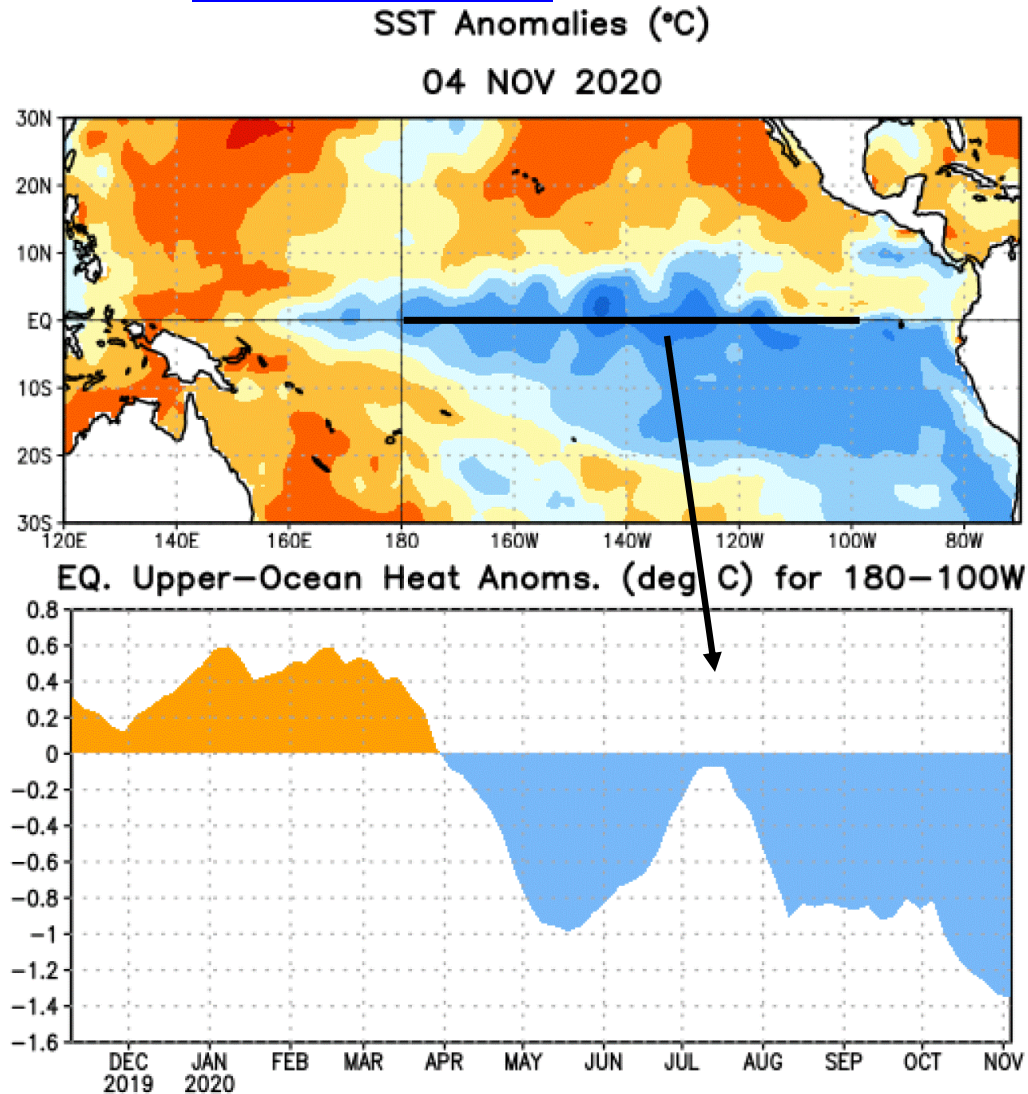 SST Anomalies (°C)
04 NOV 2020
30N
20N
10N
EQ
10S
20S
30S
120E 140E 160E 180 160W 140W 120W 100W 80W
EQ. Upper-Ocean Heat Anoms. (deg C) for 180-100W
0.8
0.6
0.4
0.2
0
-0.2
-0.4
-0.6
-0.8
-1
-1.2
-1.4
-1.6
DEC JAN FEB MAR APR MAY JUN JUL AUG SEP OCT NOV
2019 2020